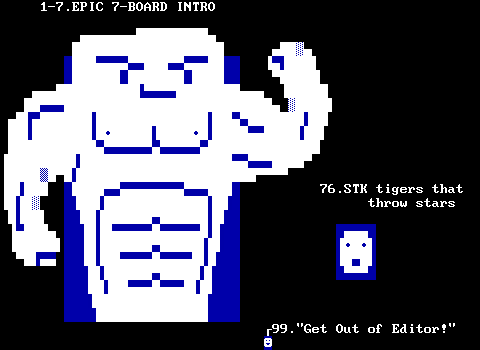 1-7.EPIC 7-BOARD INTRO
76.STK tigers that
throw stars
99."Get Out of Editor!"